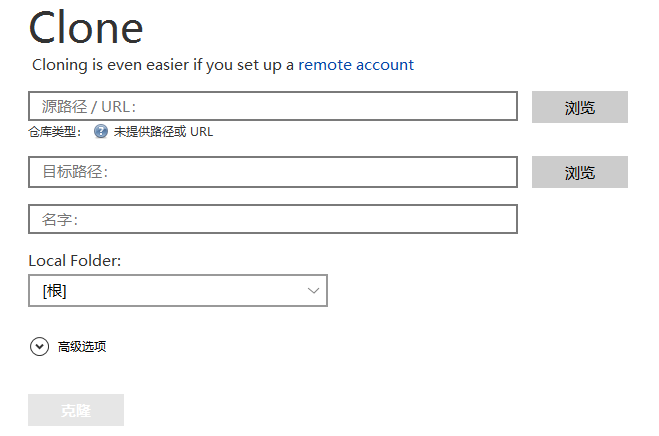 Clone
Cloning is even easier if you set up a remote account
源路径 / URL:
浏览
仓库类型: ? 未提供路径或 URL
目标路径:
浏览
名字:
Local Folder:
[根]
高级选项
克隆